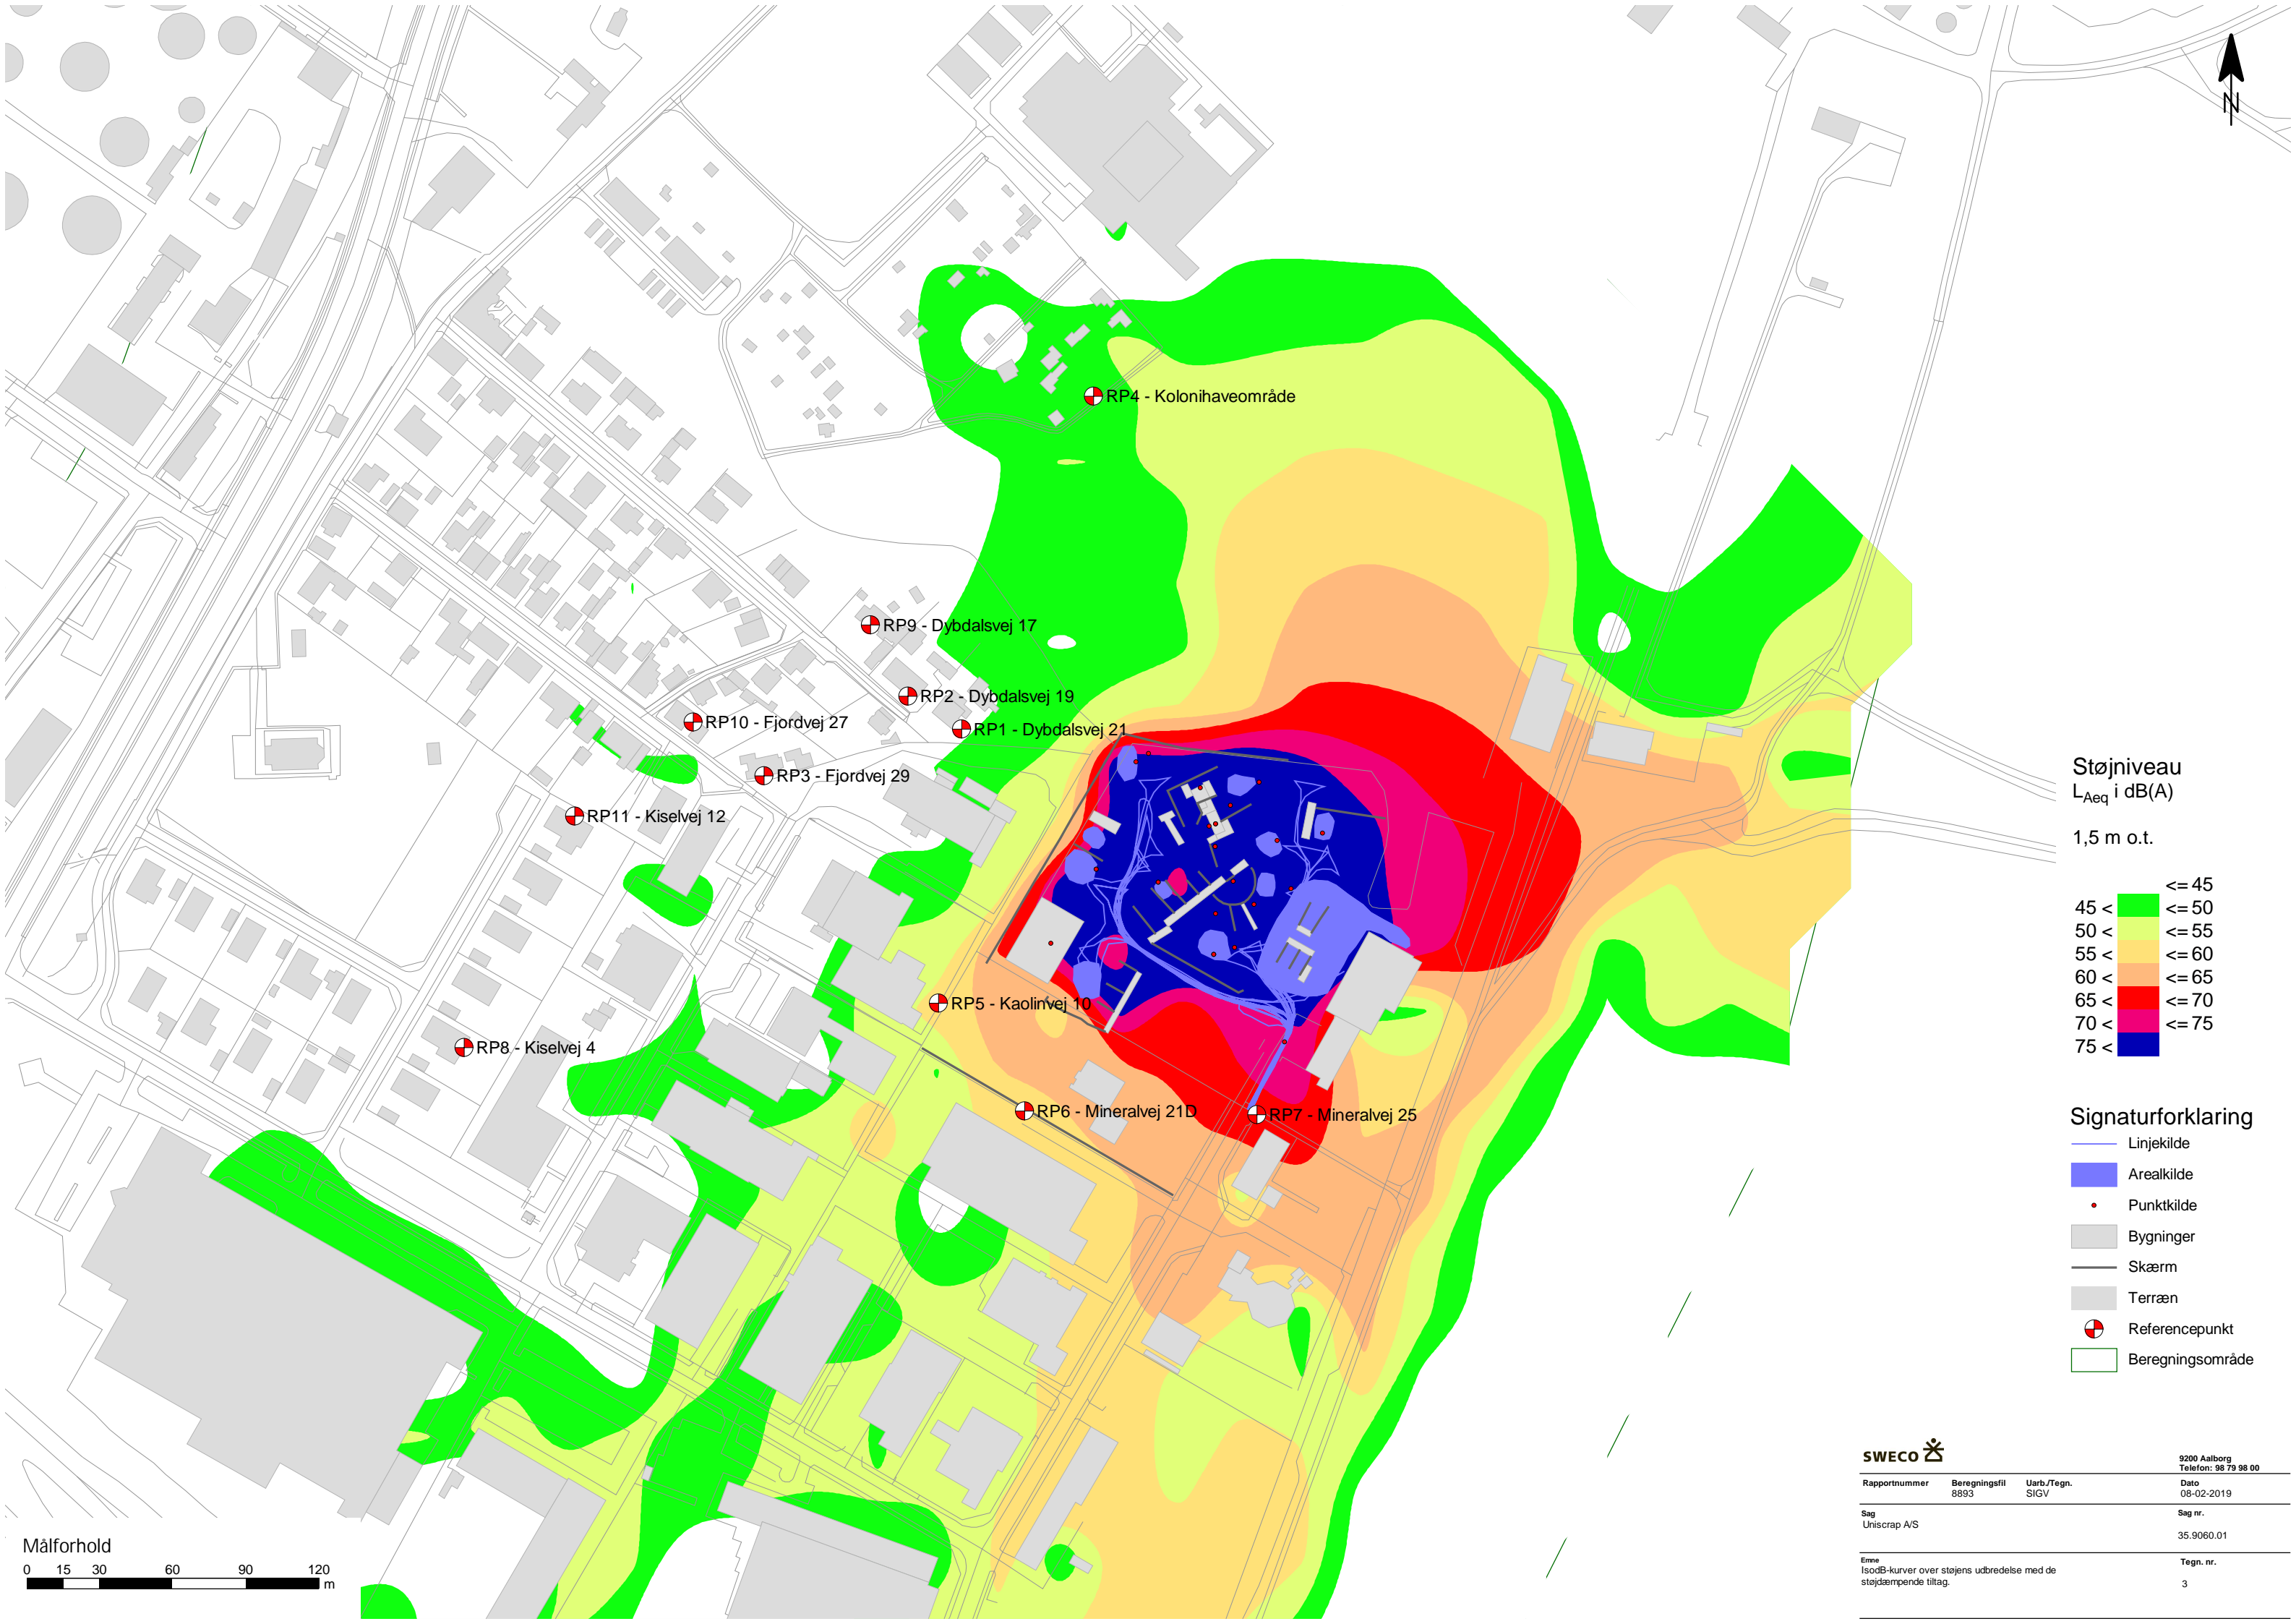 N
RP4 - Kolonihaveområde
RP9 - Dybdalsvej 17
RP2 - Dybdalsvej 19
RP10 - Fjordvej 27
RP1 - Dybdalsvej 21
RP3 - Fjordvej 29
RP11 - Kiselvej 12
RP5 - Kaolinvej 10
RP8 - Kiselvej 4
RP6 - Mineralvej 21D
RP7 - Mineralvej 25
Støjniveau
LAeq i dB(A)
1,5 m o.t.
<= 45
45 < <= 50
50 < <= 55
55 < <= 60
60 < <= 65
65 < <= 70
70 < <= 75
75 <
Signaturforklaring
Linjekilde
Arealkilde
Punktkilde
Bygninger
Skærm
Terræn
Referencepunkt
Beregningsområde
SWECO
9200 Aalborg
Telefon: 98 79 98 00
Rapportnummer Beregningsfil Uarb./Tegn. Dato
8893 SIGV 08-02-2019
Sag Sag nr.
Uniscrap A/S
35.9060.01
Emne Tegn. nr.
IsodB-kurver over støjens udbredelse med de
støjdæmpende tiltag.
3
Målforhold
0 15 30 60 90 120
m